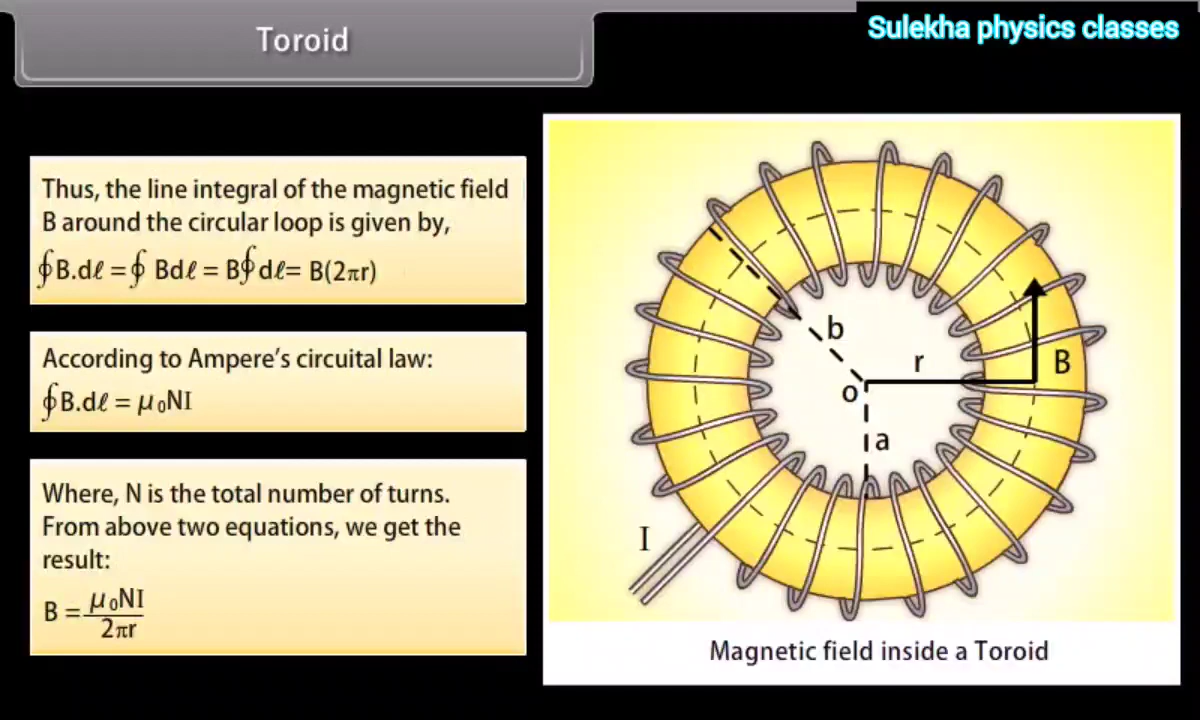 Toroid
Sulekha physics classes
Thus, the line integral of the magnetic field
B around the circular loop is given by,
∮B.dℓ =∮ Bdℓ = B∮dℓ= B(2πr)
According to Ampere's circuital law:
∮B.dℓ = μ₀NI
Where, N is the total number of turns.
From above two equations, we get the
result:
B = μ₀NI
2πr
b
r
B
o
a
I
Magnetic field inside a Toroid